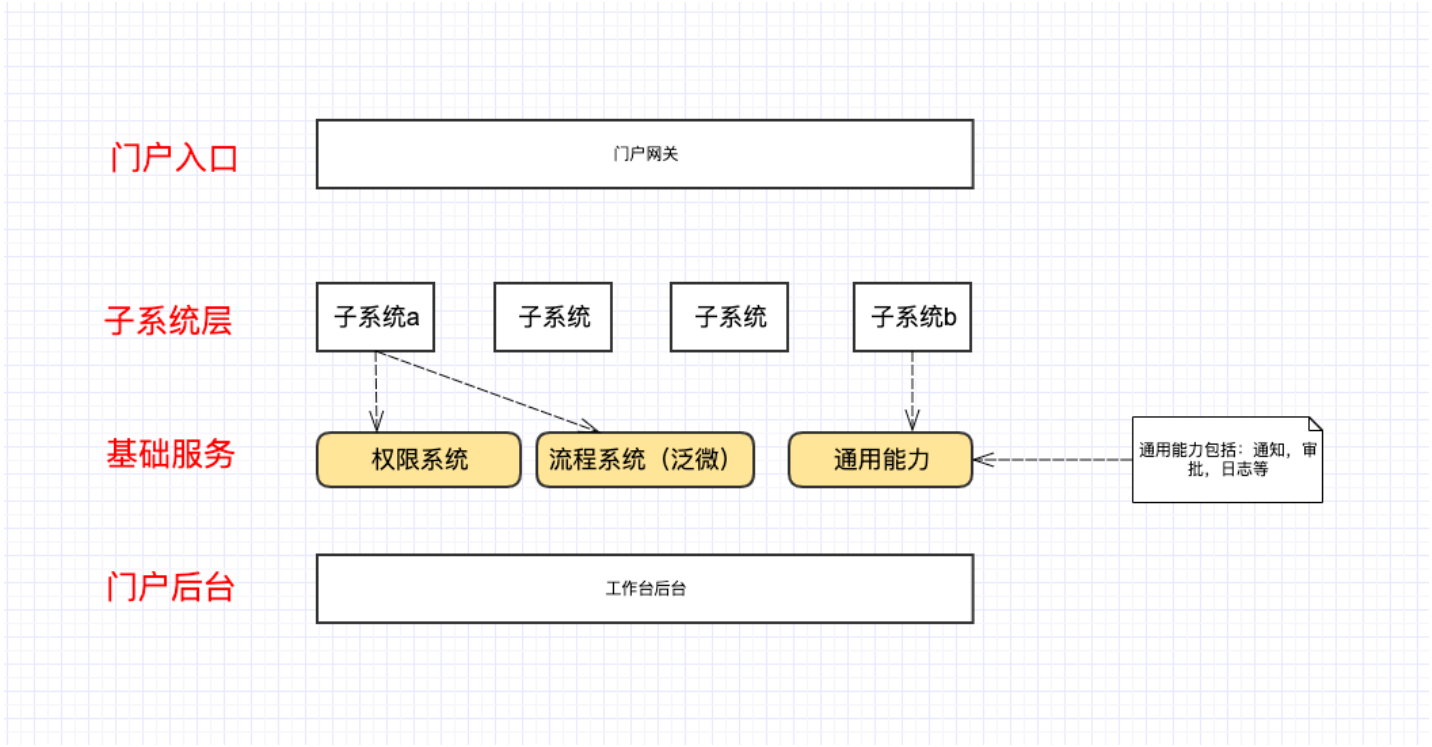 门户入口
门户网关
子系统层
子系统a
子系统
子系统
子系统b
基础服务
权限系统
流程系统（泛微）
通用能力
通用能力包括：通知，审
批，日志等
门户后台
工作台后台